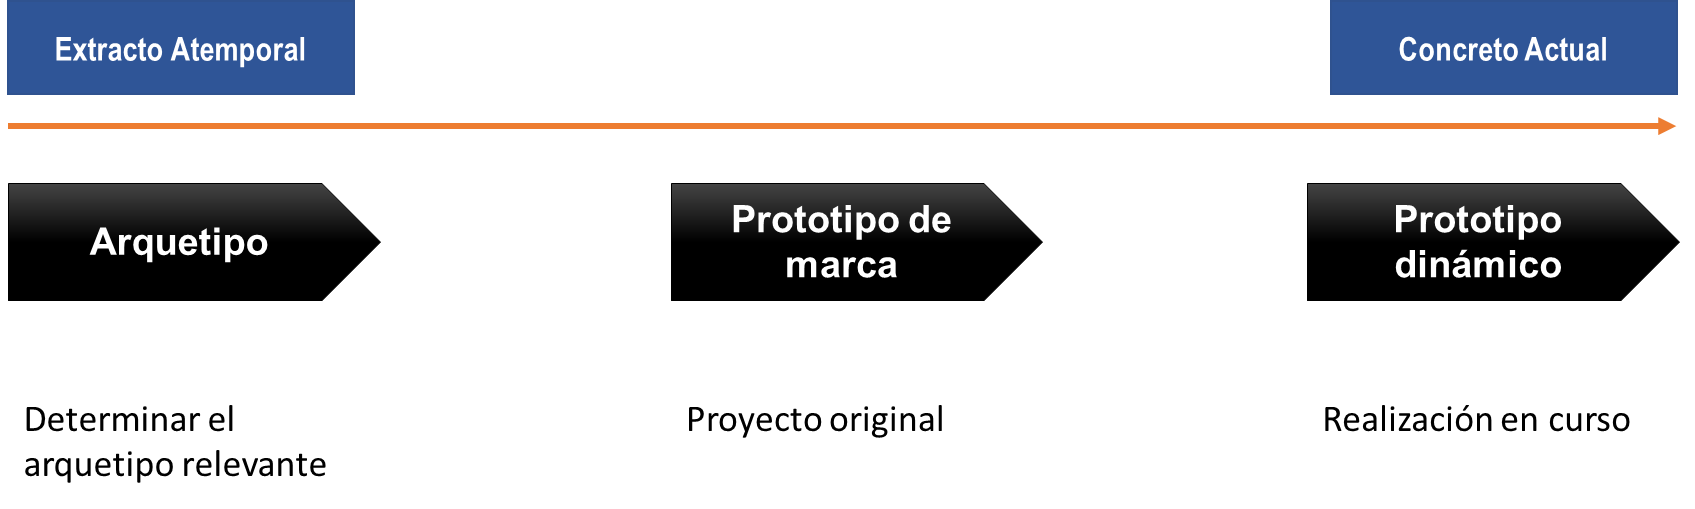 Extracto Atemporal
Concreto Actual
Arquetipo
Prototipo de
marca
Prototipo
dinámico
Determinar el
arquetipo relevante
Proyecto original
Realización en curso